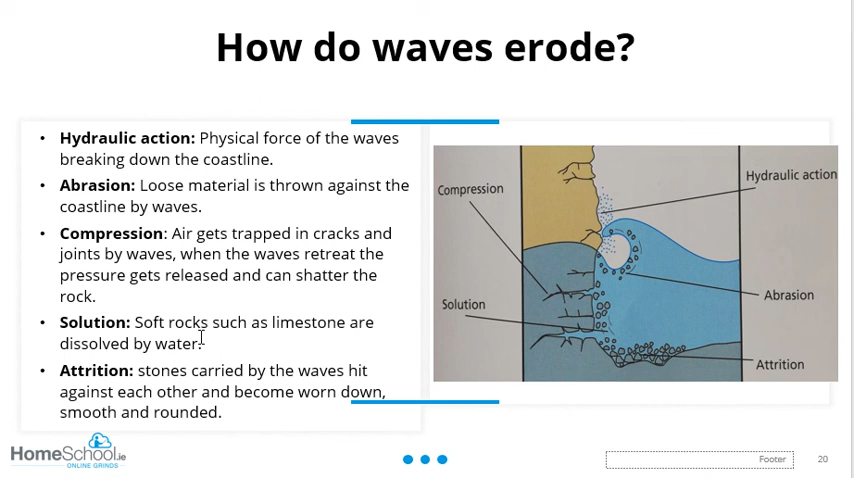 How do waves erode?
• Hydraulic action: Physical force of the waves
breaking down the coastline.
• Abrasion: Loose material is thrown against the
coastline by waves.
• Compression: Air gets trapped in cracks and
joints by waves, when the waves retreat the
pressure gets released and can shatter the
rock.
• Solution: Soft rocks such as limestone are
dissolved by water.
• Attrition: stones carried by the waves hit
against each other and become worn down,
smooth and rounded.
Compression
Hydraulic action
Solution
Abrasion
Attrition
HomeSchool.ie
ONLINE GRINDS
Footer
20